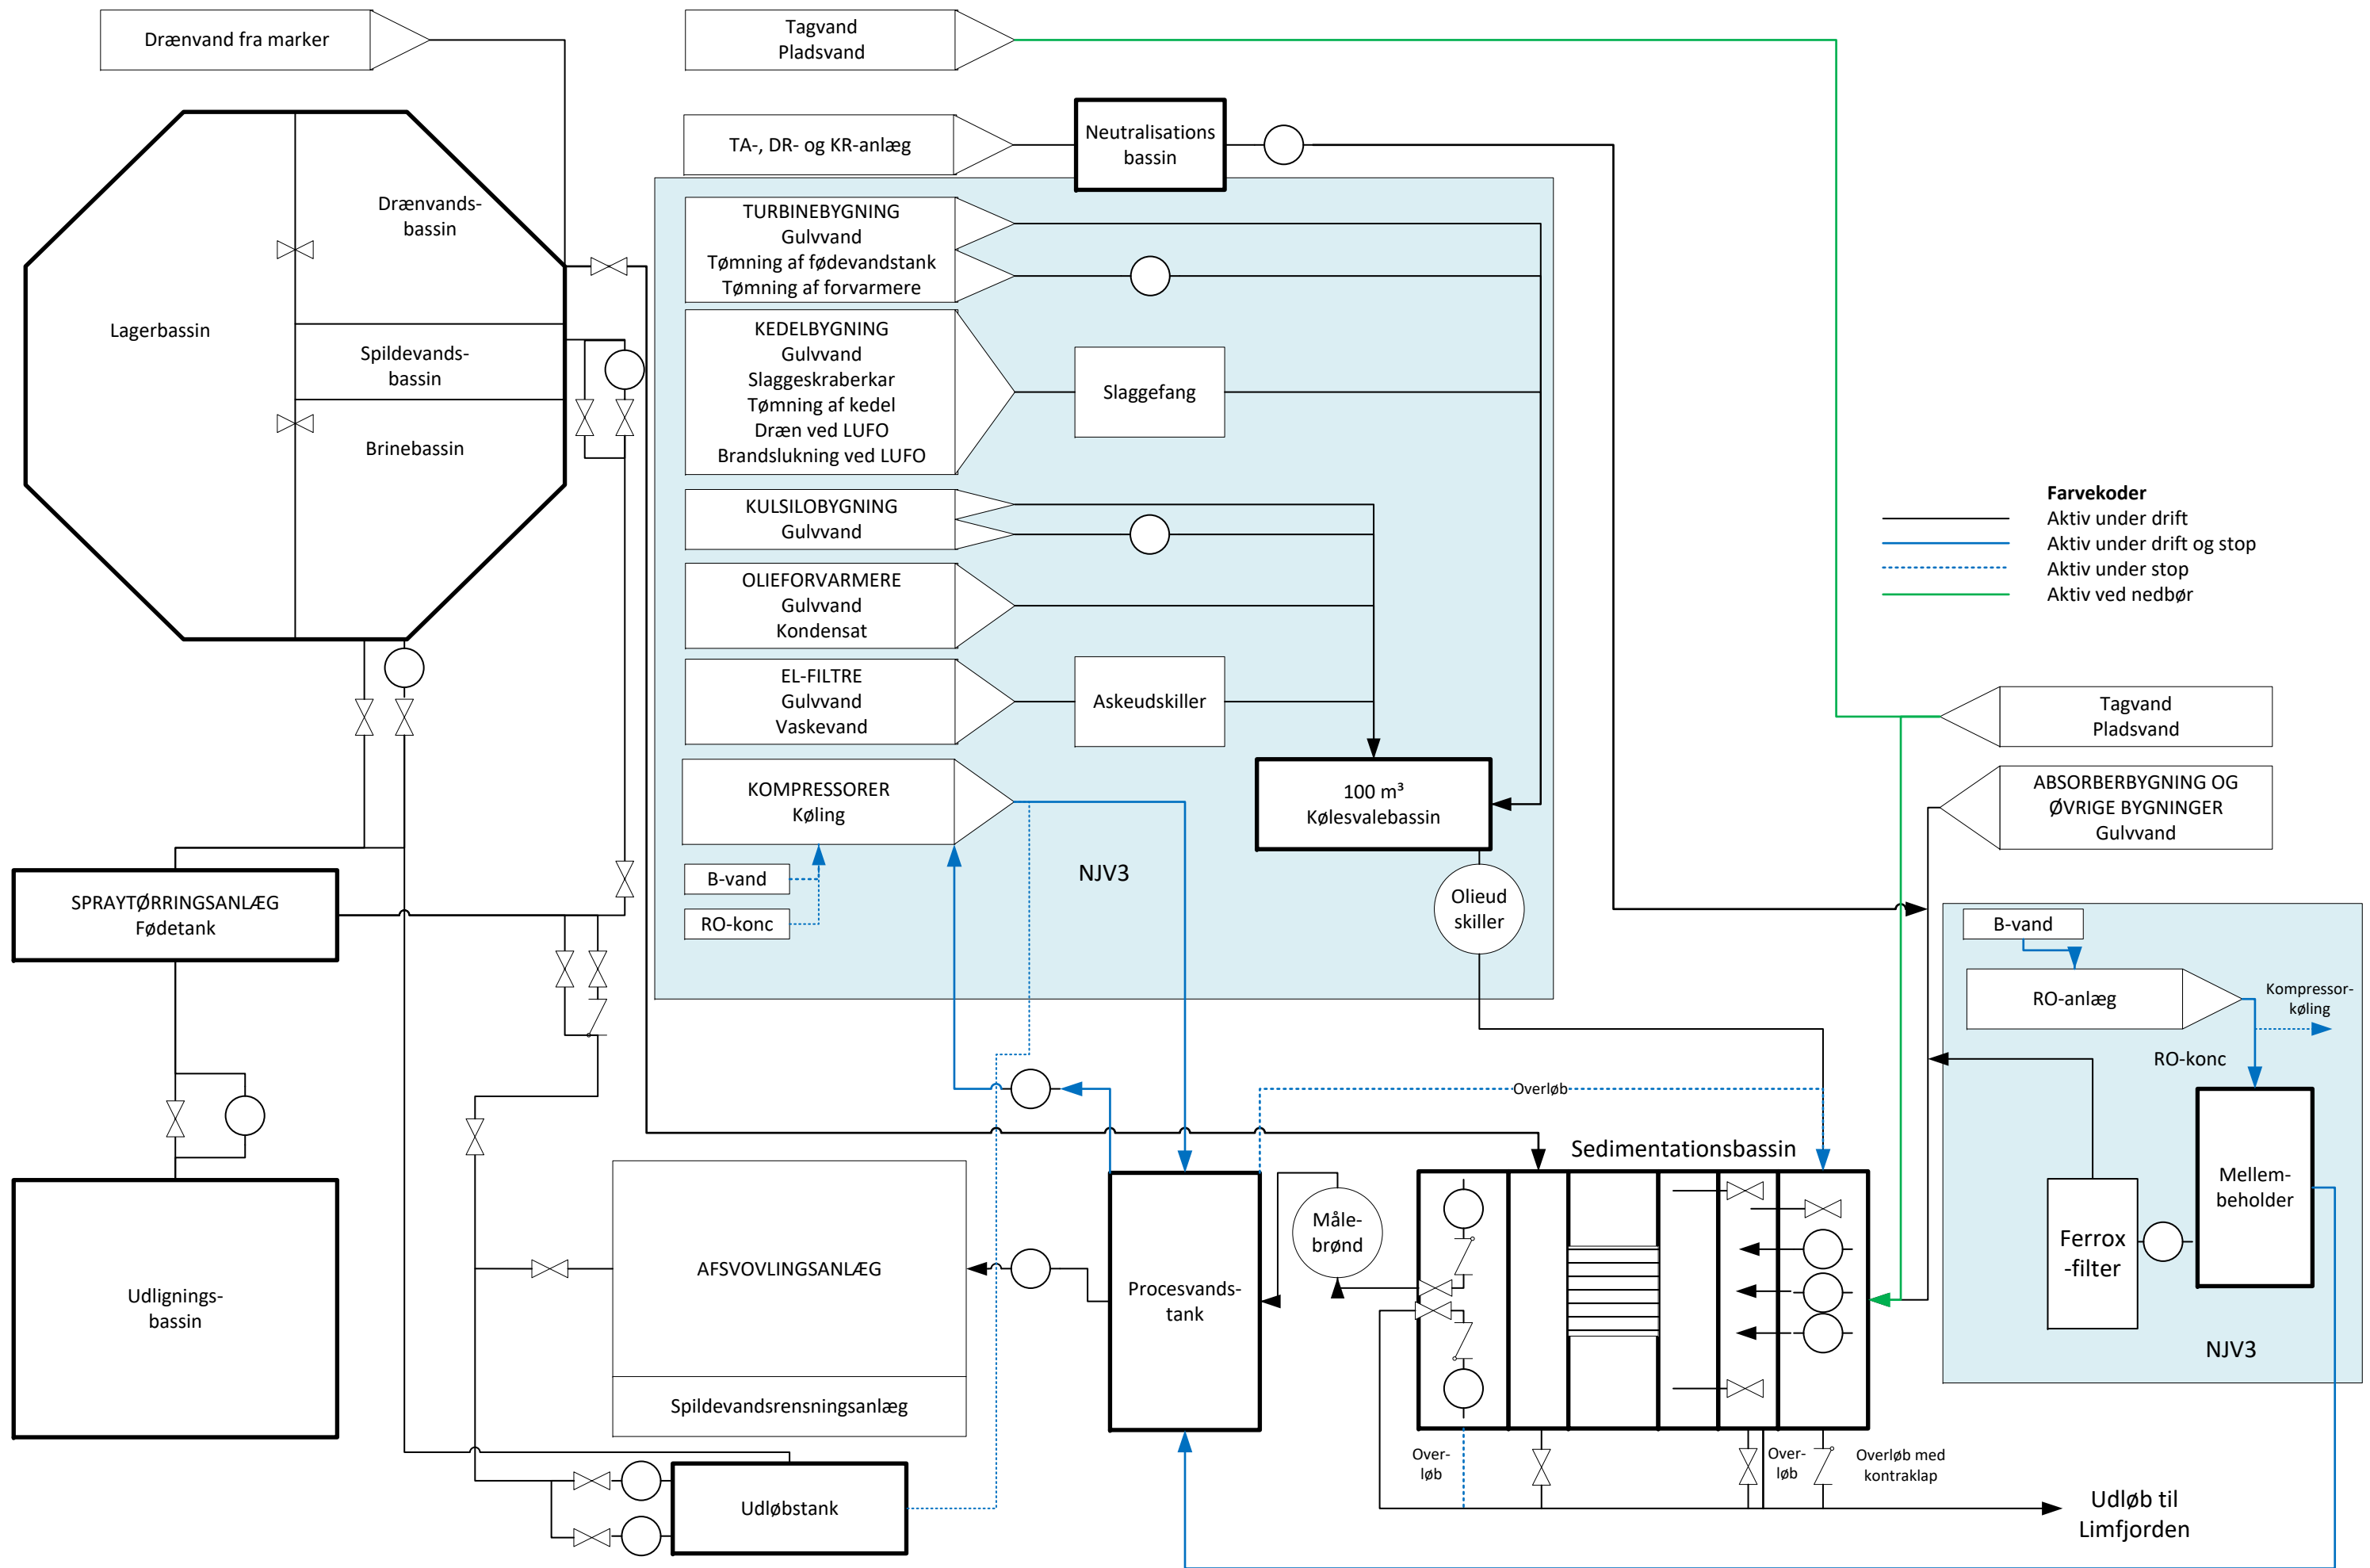 Drænvand fra marker
Tagvand
Pladsvand
TA-, DR- og KR-anlæg
Neutralisations
bassin
Drænvands-
bassin
Lagerbassin
Spildevands-
bassin
Brinebassin
TURBINEBYGNING
Gulvvand
Tømning af fødevandstank
Tømning af forvarmere
KEDELBYGNING
Gulvvand
Slaggeskraberkar
Tømning af kedel
Dræn ved LUFO
Brandslukning ved LUFO
Slaggefang
KULSILOBYGNING
Gulvvand
OLIEFORVARMERE
Gulvvand
Kondensat
EL-FILTRE
Gulvvand
Vaskevand
Askeudskiller
KOMPRESSORER
Køling
100 m³
Kølesvalebassin
B-vand
RO-konc
NJV3
Olieud
skiller
Farvekoder
Aktiv under drift
Aktiv under drift og stop
Aktiv under stop
Aktiv ved nedbør
Tagvand
Pladsvand
ABSORBERBYGNING OG
ØVRIGE BYGNINGER
Gulvvand
B-vand
RO-anlæg
Kompressor-
køling
RO-konc
Mellem-
beholder
Ferrox
-filter
NJV3
SPRAYTØRRINGSANLÆG
Fødetank
Udlignings-
bassin
AFSVOVLINGSANLÆG
Spildevandsrensningsanlæg
Udløbstank
Procesvands-
tank
Måle-
brønd
Overløb
Sedimentationsbassin
Over-
løb
Over-
løb
Overløb med
kontraklap
Udløb til
Limfjorden